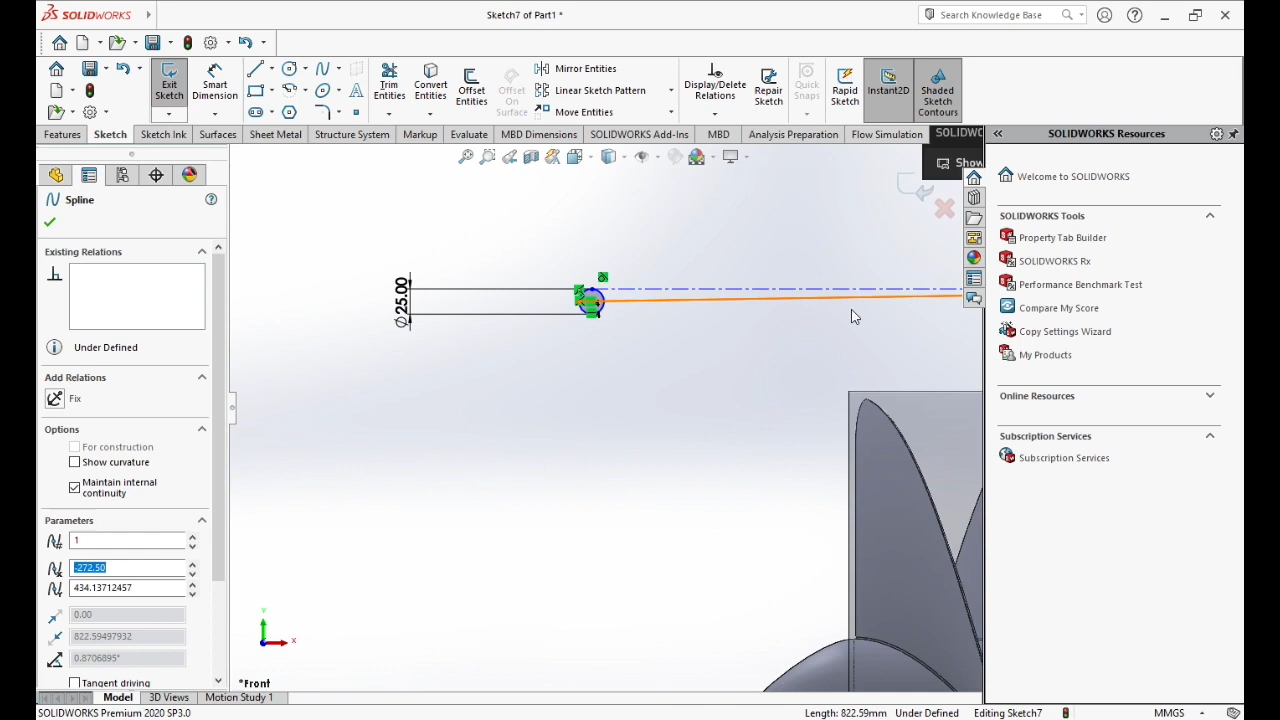 SOLIDWORKS
Sketch7 of Part1 *
Search Knowledge Base
Exit Sketch
Smart Dimension
Trim Entities
Convert Entities
Offset Entities
Offset On Surface
Mirror Entities
Linear Sketch Pattern
Move Entities
Display/Delete Relations
Repair Sketch
Quick Snaps
Rapid Sketch
Instant2D
Shaded Sketch Contours
Features
Sketch
Sketch Ink
Surfaces
Sheet Metal
Structure System
Markup
Evaluate
MBD Dimensions
SOLIDWORKS Add-Ins
MBD
Analysis Preparation
Flow Simulation
SOLIDWO
Show
SOLIDWORKS Resources
Welcome to SOLIDWORKS
SOLIDWORKS Tools
Property Tab Builder
SOLIDWORKS Rx
Performance Benchmark Test
Compare My Score
Copy Settings Wizard
My Products
Online Resources
Subscription Services
Subscription Services
Spline
Existing Relations
Under Defined
Add Relations
Fix
Options
For construction
Show curvature
Maintain internal
continuity
Parameters
1
-272.50
434.13712457
0.00
822.59497932
0.8706895°
Tangent driving
⌀25.00
Y
X
*Front
Model
3D Views
Motion Study 1
SOLIDWORKS Premium 2020 SP3.0
Length: 822.59mm
Under Defined
Editing Sketch7
MMGS